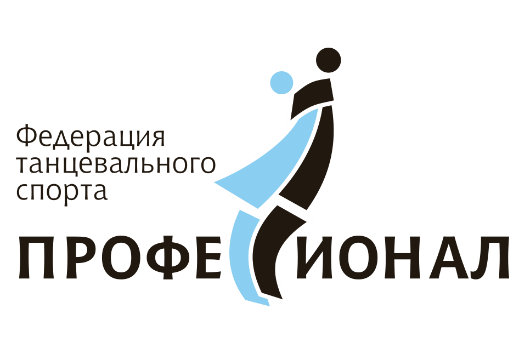 Федерация
танцевального
спорта
ПРОФЕССИОНАЛ